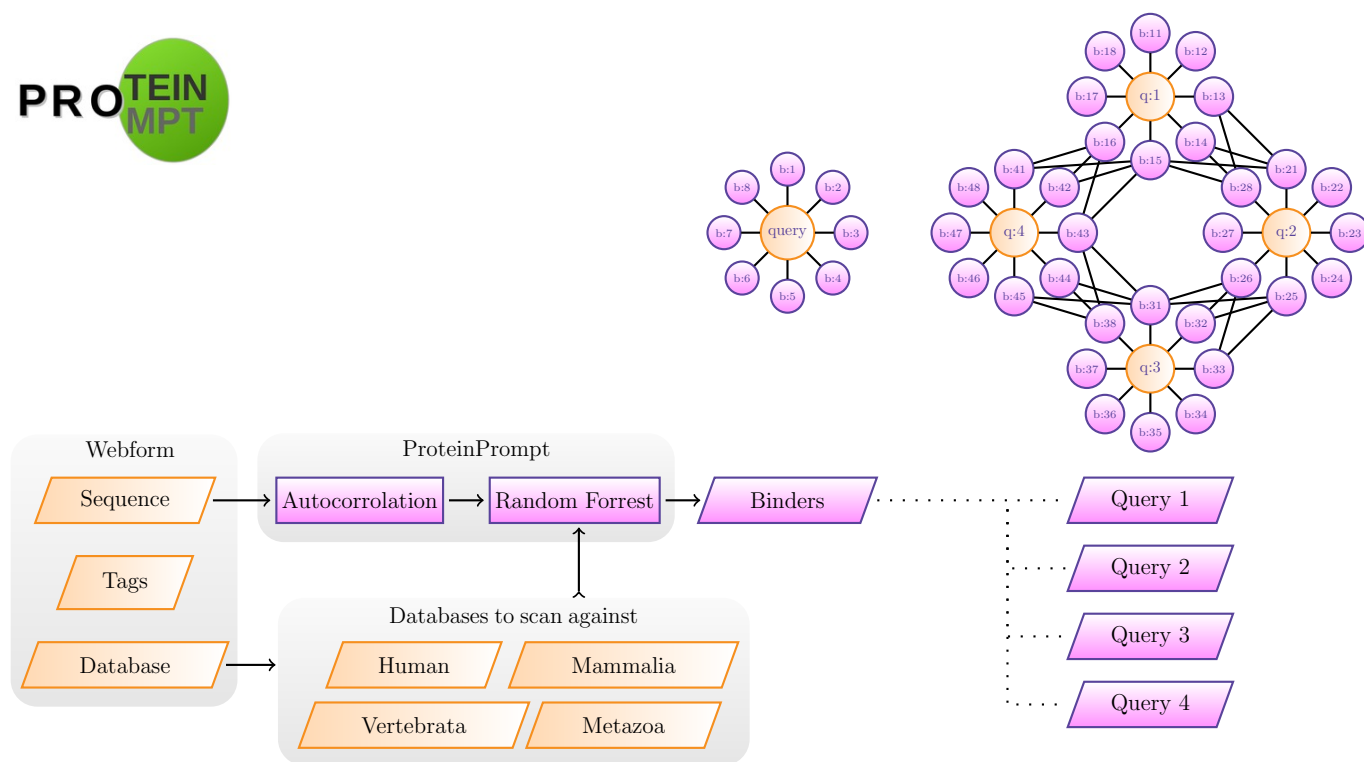 PROTEIN
MPT
b:1
b:2
b:3
b:4
b:5
b:6
b:7
b:8
query
b:11
b:12
b:13
b:14
b:15
b:16
b:17
b:18
q:1
b:21
b:22
b:23
b:24
b:25
b:26
b:27
b:28
q:2
b:31
b:32
b:33
b:34
b:35
b:36
b:37
b:38
q:3
b:41
b:42
b:43
b:44
b:45
b:46
b:47
b:48
q:4
Webform
Sequence
Tags
Database
ProteinPrompt
Autocorrolation
Random Forrest
Binders
Databases to scan against
Human
Mammalia
Vertebrata
Metazoa
Query 1
Query 2
Query 3
Query 4